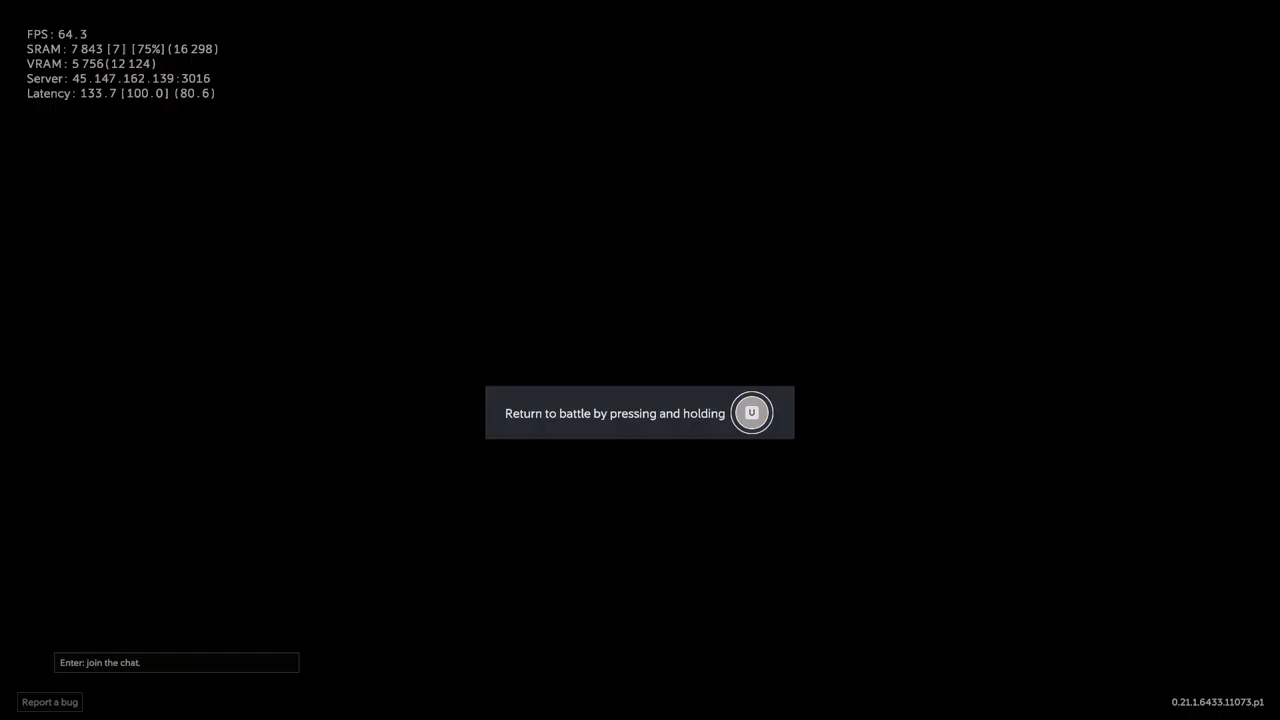 FPS: 64.3
SRAM: 7 843 [7] [75%] (16 298)
VRAM: 5 756(12 124)
Server: 45.147.162.139:3016
Latency: 133.7 [100.0] (80.6)
Return to battle by pressing and holding U
Enter: join the chat.
Report a bug
0.21.1.6433.11073.p1